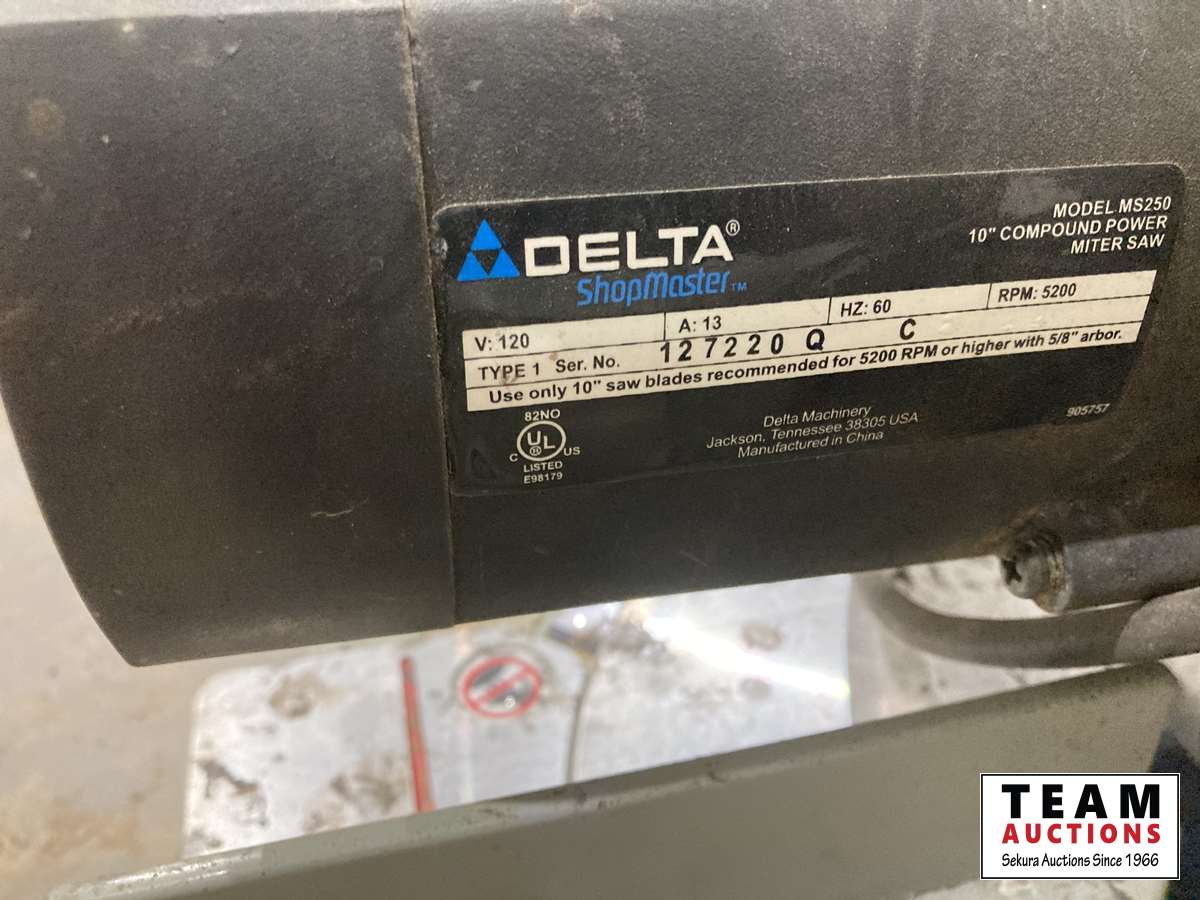 DELTA®
ShopMaster™
MODEL MS250
10" COMPOUND POWER
MITER SAW
V: 120 A: 13 HZ: 60 RPM: 5200
TYPE 1 Ser. No. 127220 Q C
Use only 10" saw blades recommended for 5200 RPM or higher with 5/8" arbor.
82NO
C UL® US
LISTED
E98179
Delta Machinery
Jackson, Tennessee 38305 USA
Manufactured in China
905757
TEAM
AUCTIONS
Sekura Auctions Since 1966